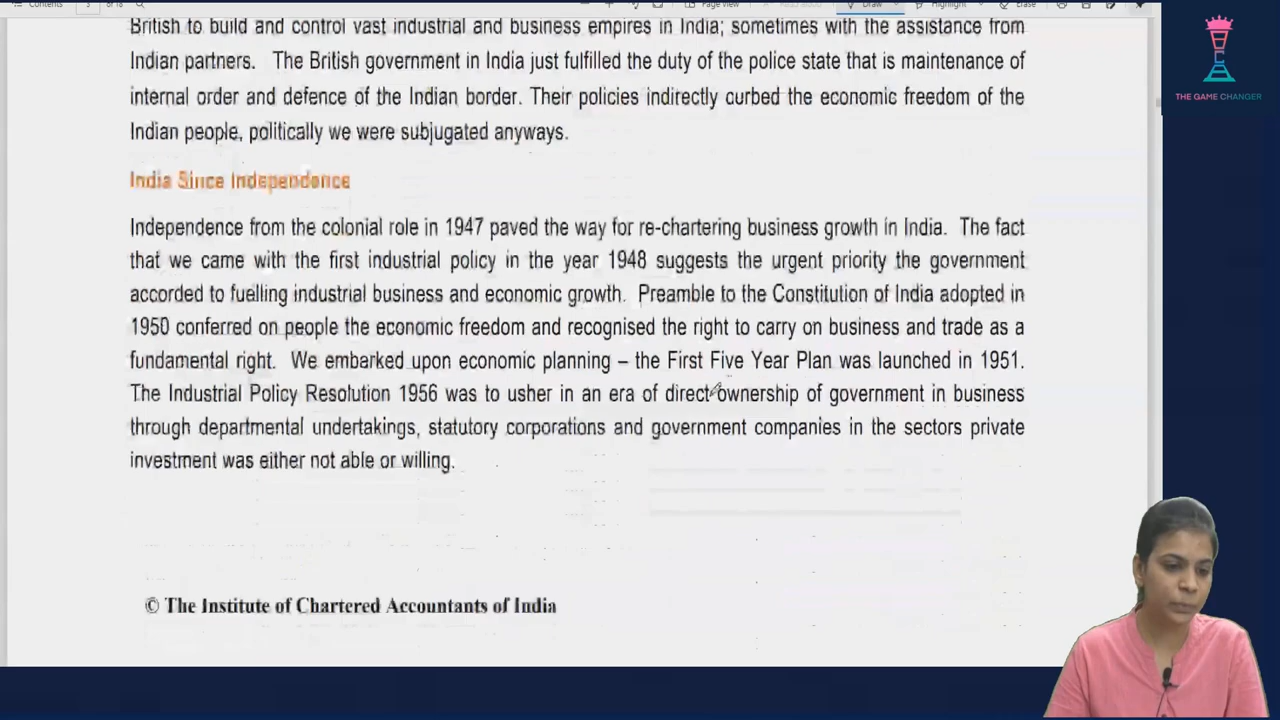 Contents
3
of 18
Page view
Draw
Highlight
Erase
British to build and control vast industrial and business empires in India; sometimes with the assistance from
Indian partners. The British government in India just fulfilled the duty of the police state that is maintenance of
internal order and defence of the Indian border. Their policies indirectly curbed the economic freedom of the
Indian people, politically we were subjugated anyways.
India Since Independence
Independence from the colonial role in 1947 paved the way for re-chartering business growth in India. The fact
that we came with the first industrial policy in the year 1948 suggests the urgent priority the government
accorded to fuelling industrial business and economic growth. Preamble to the Constitution of India adopted in
1950 conferred on people the economic freedom and recognised the right to carry on business and trade as a
fundamental right. We embarked upon economic planning – the First Five Year Plan was launched in 1951.
The Industrial Policy Resolution 1956 was to usher in an era of direct ownership of government in business
through departmental undertakings, statutory corporations and government companies in the sectors private
investment was either not able or willing.
© The Institute of Chartered Accountants of India
THE GAME CHANGER